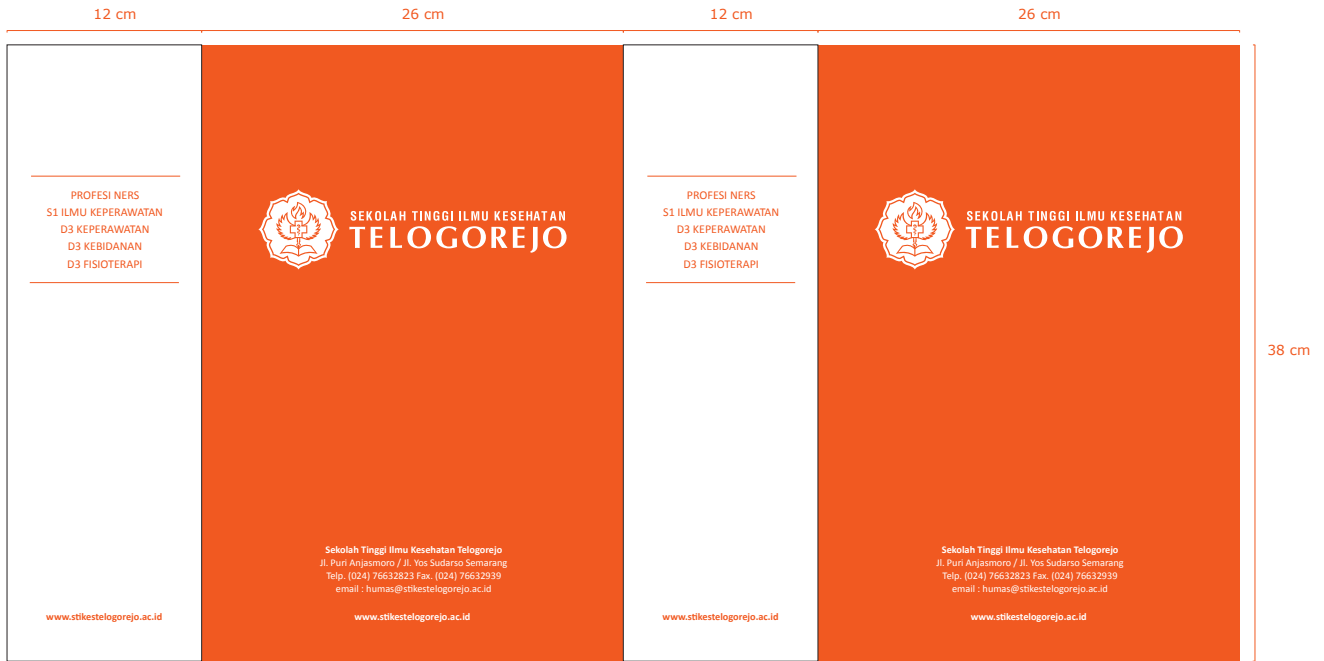 12 cm
26 cm
12 cm
26 cm
38 cm
PROFESI NERS
S1 ILMU KEPERAWATAN
D3 KEPERAWATAN
D3 KEBIDANAN
D3 FISIOTERAPI
www.stikestelogorejo.ac.id
SEKOLAH TINGGI ILMU KESEHATAN
TELOGOREJO
Sekolah Tinggi Ilmu Kesehatan Telogorejo
Jl. Puri Anjasmoro / Jl. Yos Sudarso Semarang
Telp. (024) 76632823 Fax. (024) 76632939
email : humas@stikestelogorejo.ac.id
www.stikestelogorejo.ac.id
PROFESI NERS
S1 ILMU KEPERAWATAN
D3 KEPERAWATAN
D3 KEBIDANAN
D3 FISIOTERAPI
www.stikestelogorejo.ac.id
SEKOLAH TINGGI ILMU KESEHATAN
TELOGOREJO
Sekolah Tinggi Ilmu Kesehatan Telogorejo
Jl. Puri Anjasmoro / Jl. Yos Sudarso Semarang
Telp. (024) 76632823 Fax. (024) 76632939
email : humas@stikestelogorejo.ac.id
www.stikestelogorejo.ac.id